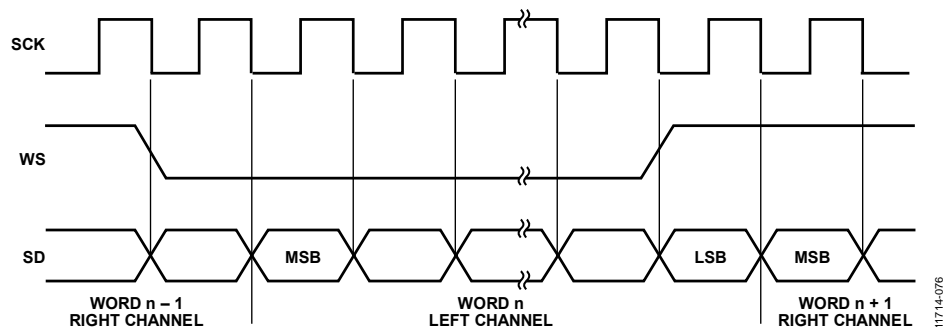 SCK
WS
SD
MSB
LSB
MSB
WORD n – 1
RIGHT CHANNEL
WORD n
LEFT CHANNEL
WORD n + 1
RIGHT CHANNEL
11714-076